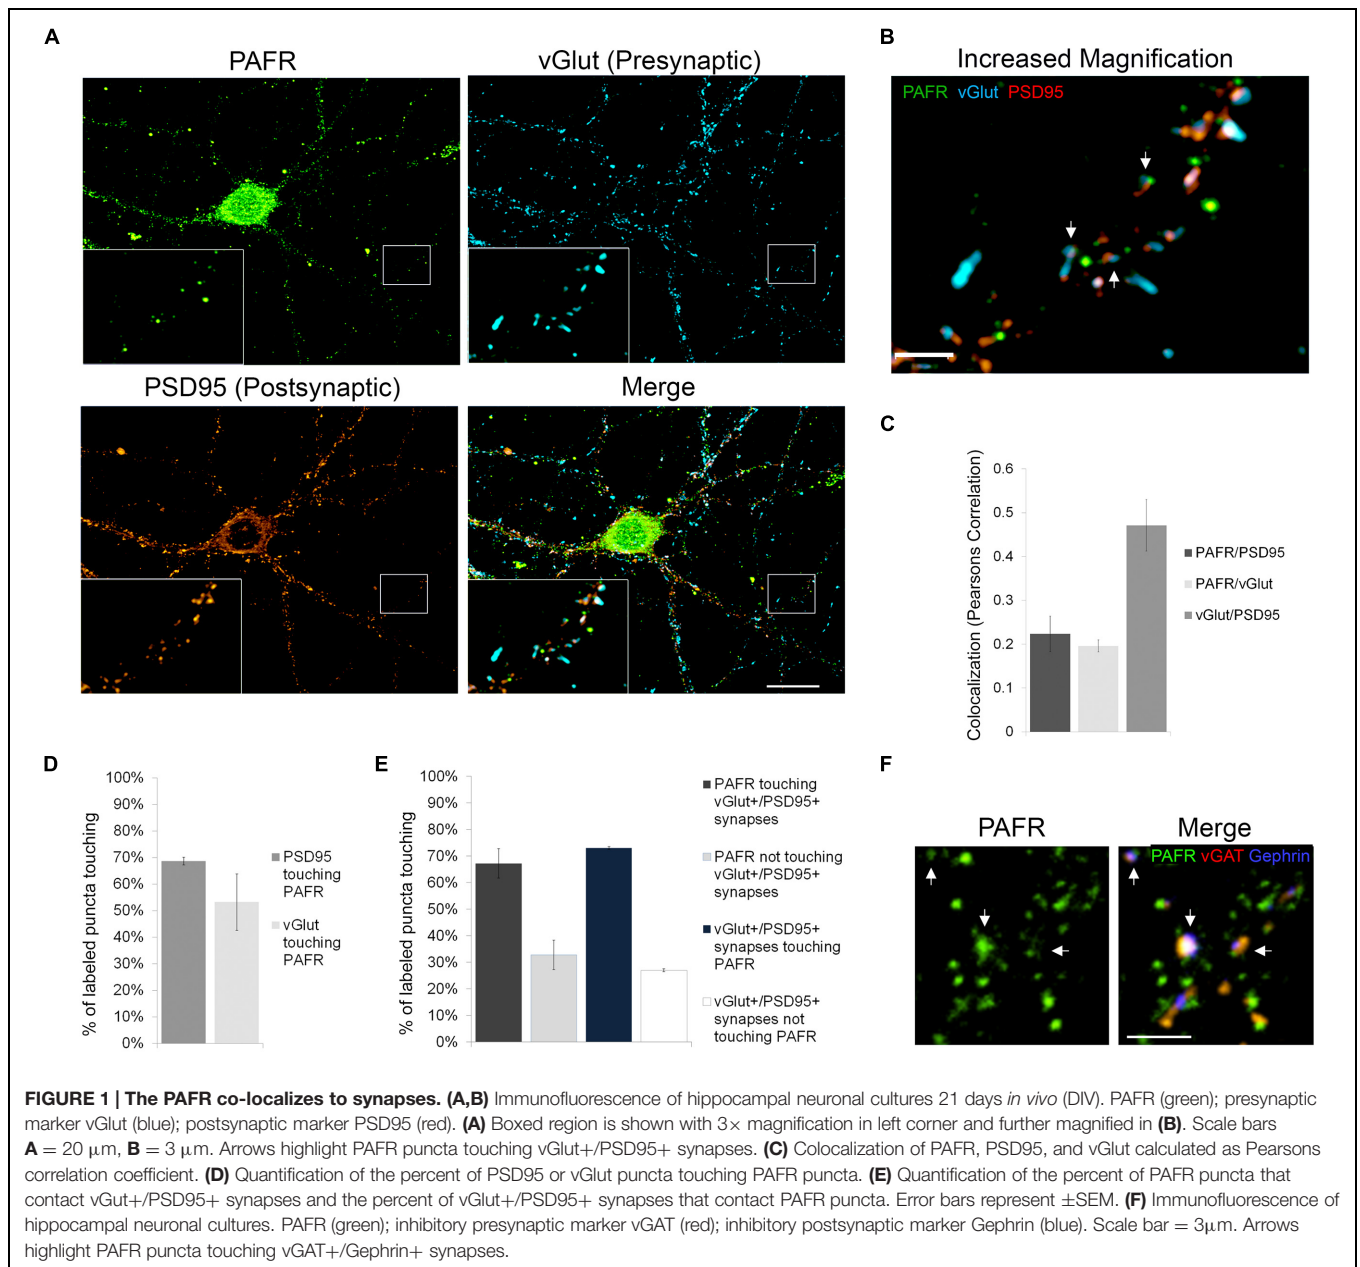 A
PAFR
vGlut (Presynaptic)
PSD95 (Postsynaptic)
Merge
B
Increased Magnification
PAFR vGlut PSD95
C
Colocalization (Pearsons Correlation)
0.6
0.5
0.4
0.3
0.2
0.1
0
PAFR/PSD95
PAFR/vGlut
vGlut/PSD95
D
% of labeled puncta touching
100%
90%
80%
70%
60%
50%
40%
30%
20%
10%
0%
PSD95
touching
PAFR
vGlut
touching
PAFR
E
% of labeled puncta touching
100%
90%
80%
70%
60%
50%
40%
30%
20%
10%
0%
PAFR touching
vGlut+/PSD95+
synapses
PAFR not touching
vGlut+/PSD95+
synapses
vGlut+/PSD95+
synapses touching
PAFR
vGlut+/PSD95+
synapses not
touching PAFR
F
PAFR
Merge
PAFR vGAT Gephrin
FIGURE 1 | The PAFR co-localizes to synapses. (A,B) Immunofluorescence of hippocampal neuronal cultures 21 days in vivo (DIV). PAFR (green); presynaptic
marker vGlut (blue); postsynaptic marker PSD95 (red). (A) Boxed region is shown with 3× magnification in left corner and further magnified in (B). Scale bars
A = 20 μm, B = 3 μm. Arrows highlight PAFR puncta touching vGlut+/PSD95+ synapses. (C) Colocalization of PAFR, PSD95, and vGlut calculated as Pearsons
correlation coefficient. (D) Quantification of the percent of PSD95 or vGlut puncta touching PAFR puncta. (E) Quantification of the percent of PAFR puncta that
contact vGut+/PSD95+ synapses and the percent of vGlut+/PSD95+ synapses that contact PAFR puncta. Error bars represent ±SEM. (F) Immunofluorescence of
hippocampal neuronal cultures. PAFR (green); inhibitory presynaptic marker vGAT (red); inhibitory postsynaptic marker Gephrin (blue). Scale bar = 3μm. Arrows
highlight PAFR puncta touching vGAT+/Gephrin+ synapses.